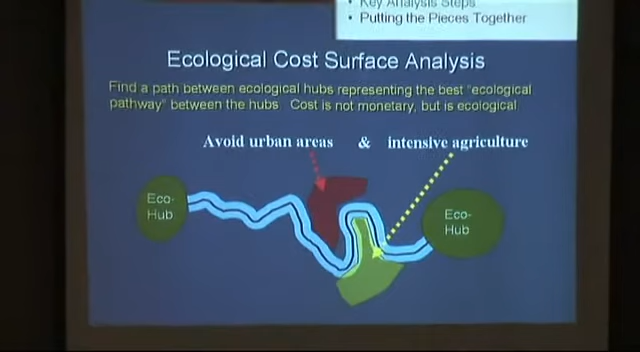 • Key Analysis Steps
• Putting the Pieces Together
Ecological Cost Surface Analysis
Find a path between ecological hubs representing the best "ecological
pathway" between the hubs Cost is not monetary, but is ecological
Avoid urban areas & intensive agriculture
Eco-
Hub
Eco-
Hub